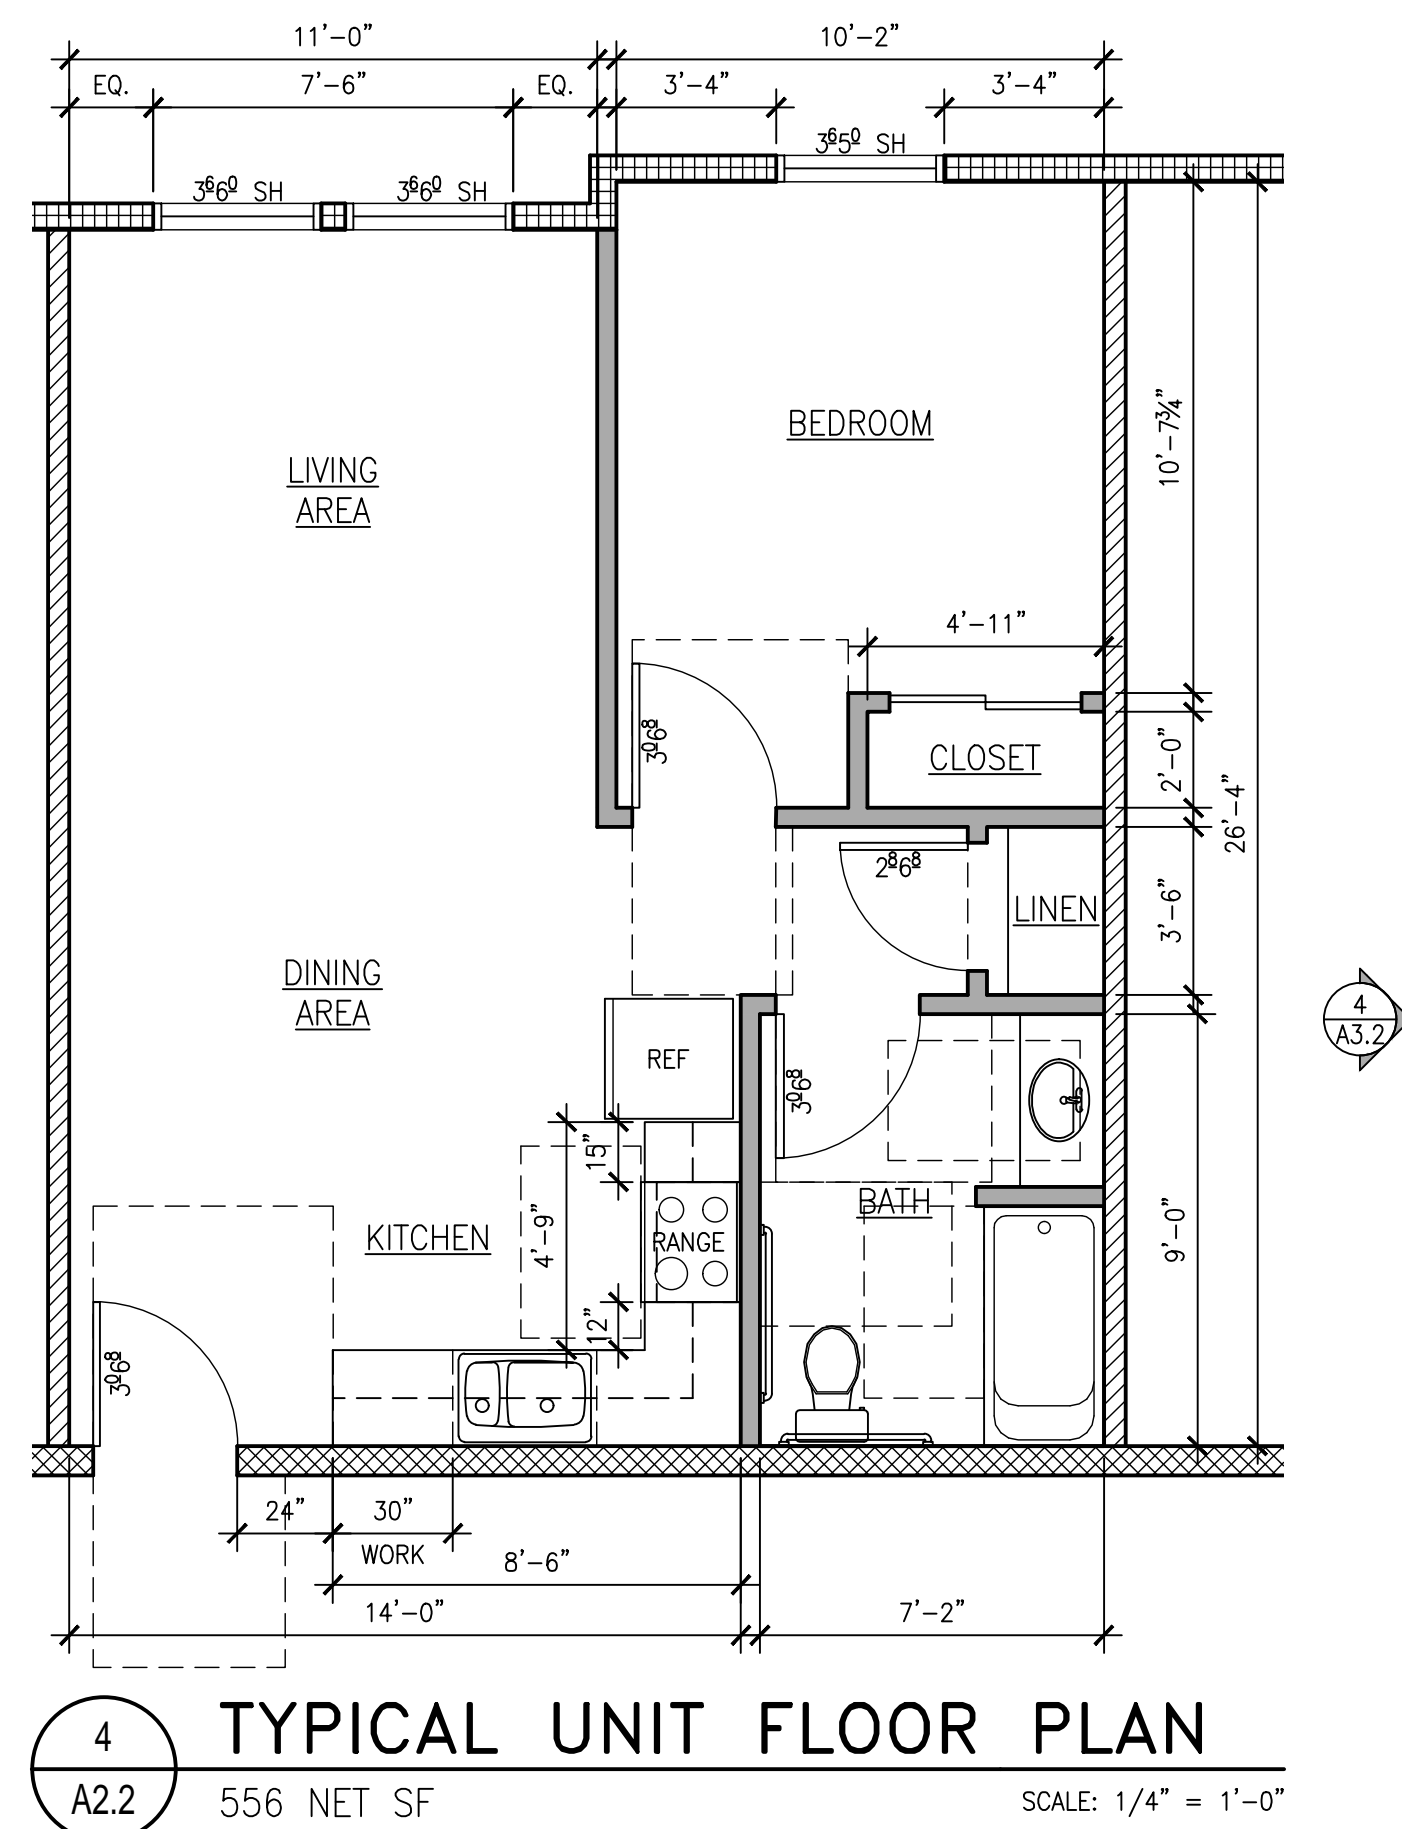 11'-0" 10'-2"
EQ. 7'-6" EQ. 3'-4" 3'-4"
3⁶5⁰ SH
3⁶6⁰ SH 3⁶6⁰ SH
BEDROOM
10'-7¾"
LIVING
AREA
4'-11"
3⁰6⁸
CLOSET
2'-0"
26'-4"
2⁸6⁸
LINEN
3'-6"
DINING
AREA
4
A3.2
REF
3⁰6⁸
15"
BATH
KITCHEN
4'-9"
RANGE
9'-0"
12"
3⁰6⁸
24" 30"
WORK
8'-6"
14'-0" 7'-2"
4
A2.2
TYPICAL UNIT FLOOR PLAN
556 NET SF
SCALE: 1/4" = 1'-0"